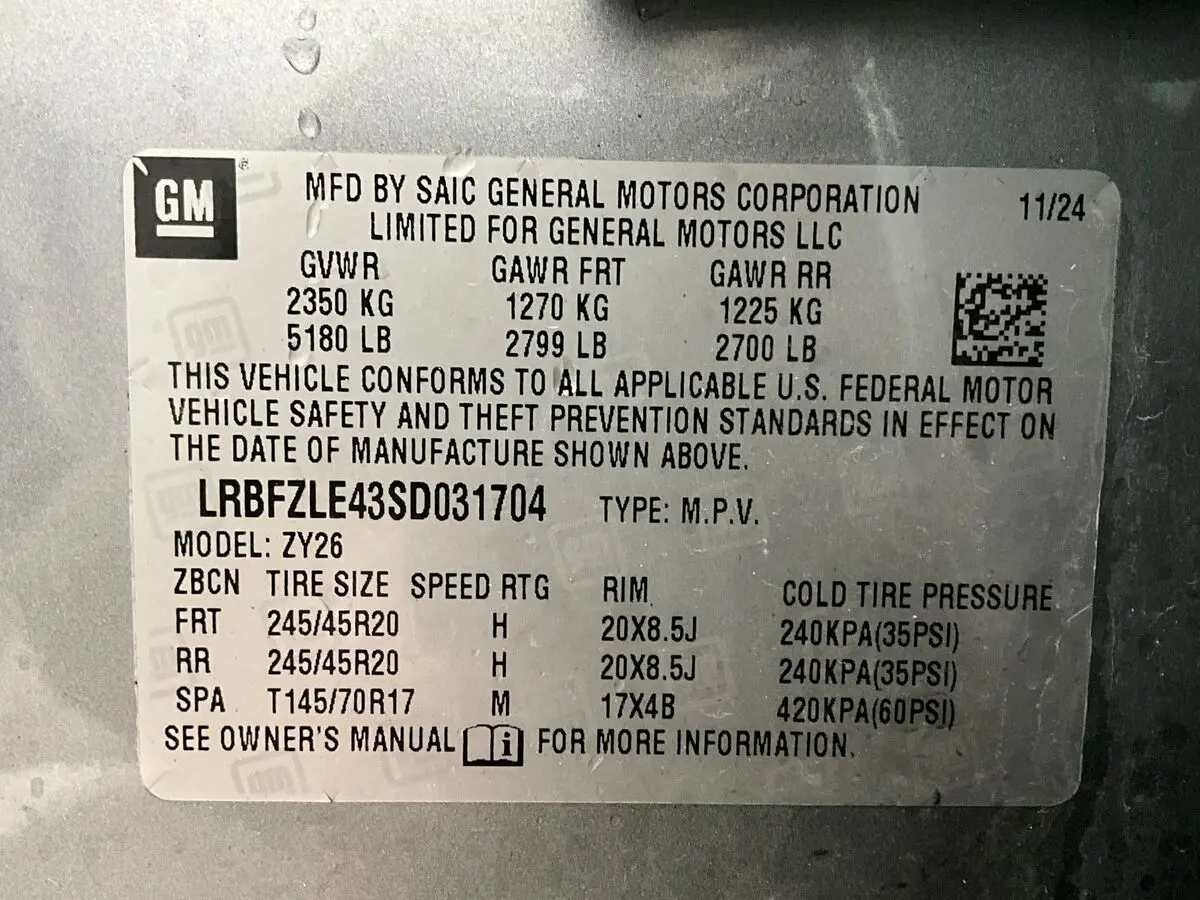 GM ®
MFD BY SAIC GENERAL MOTORS CORPORATION 11/24
LIMITED FOR GENERAL MOTORS LLC
GVWR GAWR FRT GAWR RR
2350 KG 1270 KG 1225 KG
5180 LB 2799 LB 2700 LB
THIS VEHICLE CONFORMS TO ALL APPLICABLE U.S. FEDERAL MOTOR
VEHICLE SAFETY AND THEFT PREVENTION STANDARDS IN EFFECT ON
THE DATE OF MANUFACTURE SHOWN ABOVE.
LRBFZLE43SD031704 TYPE: M.P.V.
MODEL: ZY26
ZBCN TIRE SIZE SPEED RTG RIM COLD TIRE PRESSURE
FRT 245/45R20 H 20X8.5J 240KPA(35PSI)
RR 245/45R20 H 20X8.5J 240KPA(35PSI)
SPA T145/70R17 M 17X4B 420KPA(60PSI)
SEE OWNER'S MANUAL i FOR MORE INFORMATION.